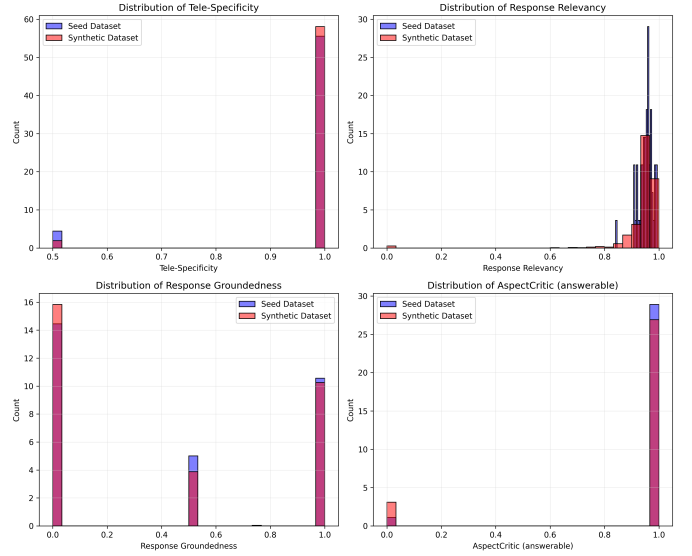 Distribution of Tele-Specificity
Seed Dataset
Synthetic Dataset
Count
60
50
40
30
20
10
0
0.5 0.6 0.7 0.8 0.9 1.0
Tele-Specificity
Distribution of Response Relevancy
Seed Dataset
Synthetic Dataset
Count
30
25
20
15
10
5
0
0.0 0.2 0.4 0.6 0.8 1.0
Response Relevancy
Distribution of Response Groundedness
Seed Dataset
Synthetic Dataset
Count
16
14
12
10
8
6
4
2
0
0.0 0.2 0.4 0.6 0.8 1.0
Response Groundedness
Distribution of AspectCritic (answerable)
Seed Dataset
Synthetic Dataset
Count
30
25
20
15
10
5
0
0.0 0.2 0.4 0.6 0.8 1.0
AspectCritic (answerable)